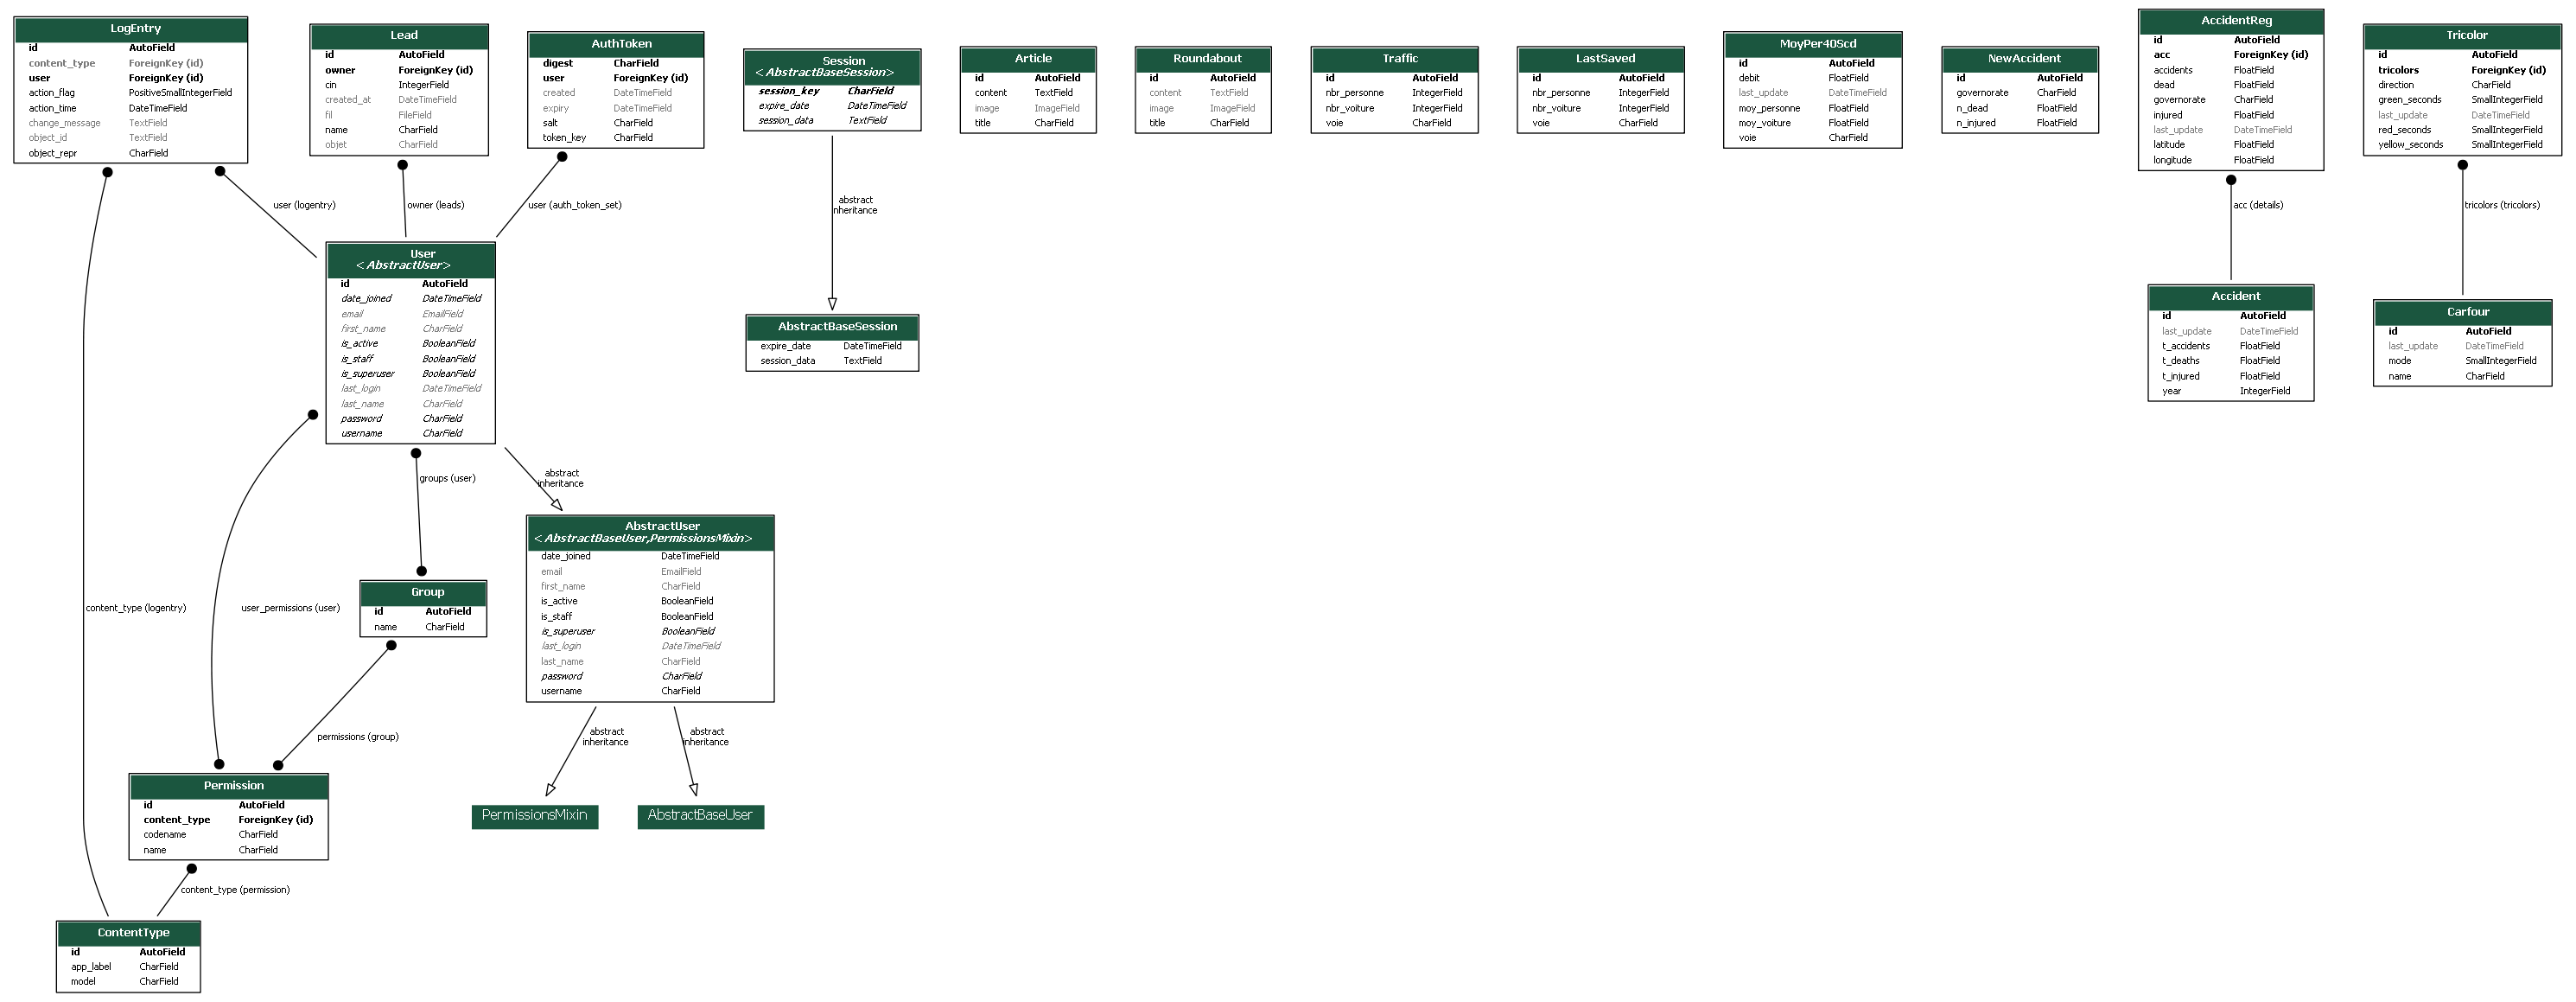 LogEntry
id AutoField
content_type ForeignKey (id)
user ForeignKey (id)
action_flag PositiveSmallIntegerField
action_time DateTimeField
change_message TextField
object_id TextField
object_repr CharField
Lead
id AutoField
owner ForeignKey (id)
cin IntegerField
created_at DateTimeField
fil FileField
name CharField
objet CharField
AuthToken
digest CharField
user ForeignKey (id)
created DateTimeField
expiry DateTimeField
salt CharField
token_key CharField
Session
<AbstractBaseSession>
session_key CharField
expire_date DateTimeField
session_data TextField
Article
id AutoField
content TextField
image ImageField
title CharField
Roundabout
id AutoField
content TextField
image ImageField
title CharField
Traffic
id AutoField
nbr_personne IntegerField
nbr_voiture IntegerField
voie CharField
LastSaved
id AutoField
nbr_personne IntegerField
nbr_voiture IntegerField
voie CharField
MoyPer40Scd
id AutoField
debit FloatField
last_update DateTimeField
moy_personne FloatField
moy_voiture FloatField
voie CharField
NewAccident
id AutoField
governorate CharField
n_dead FloatField
n_injured FloatField
AccidentReg
id AutoField
acc ForeignKey (id)
accidents FloatField
dead FloatField
governorate CharField
injured FloatField
last_update DateTimeField
latitude FloatField
longitude FloatField
Tricolor
id AutoField
tricolors ForeignKey (id)
direction CharField
green_seconds SmallIntegerField
last_update DateTimeField
red_seconds SmallIntegerField
yellow_seconds SmallIntegerField
user (logentry)
owner (leads)
user (auth_token_set)
abstract
inheritance
acc (details)
tricolors (tricolors)
User
<AbstractUser>
id AutoField
date_joined DateTimeField
email EmailField
first_name CharField
is_active BooleanField
is_staff BooleanField
is_superuser BooleanField
last_login DateTimeField
last_name CharField
password CharField
username CharField
AbstractBaseSession
expire_date DateTimeField
session_data TextField
Accident
id AutoField
last_update DateTimeField
t_accidents FloatField
t_deaths FloatField
t_injured FloatField
year IntegerField
Carfour
id AutoField
last_update DateTimeField
mode SmallIntegerField
name CharField
groups (user)
abstract
inheritance
AbstractUser
<AbstractBaseUser,PermissionsMixin>
date_joined DateTimeField
email EmailField
first_name CharField
is_active BooleanField
is_staff BooleanField
is_superuser BooleanField
last_login DateTimeField
last_name CharField
password CharField
username CharField
content_type (logentry)
user_permissions (user)
Group
id AutoField
name CharField
permissions (group)
abstract
inheritance
abstract
inheritance
Permission
id AutoField
content_type ForeignKey (id)
codename CharField
name CharField
PermissionsMixin
AbstractBaseUser
content_type (permission)
ContentType
id AutoField
app_label CharField
model CharField